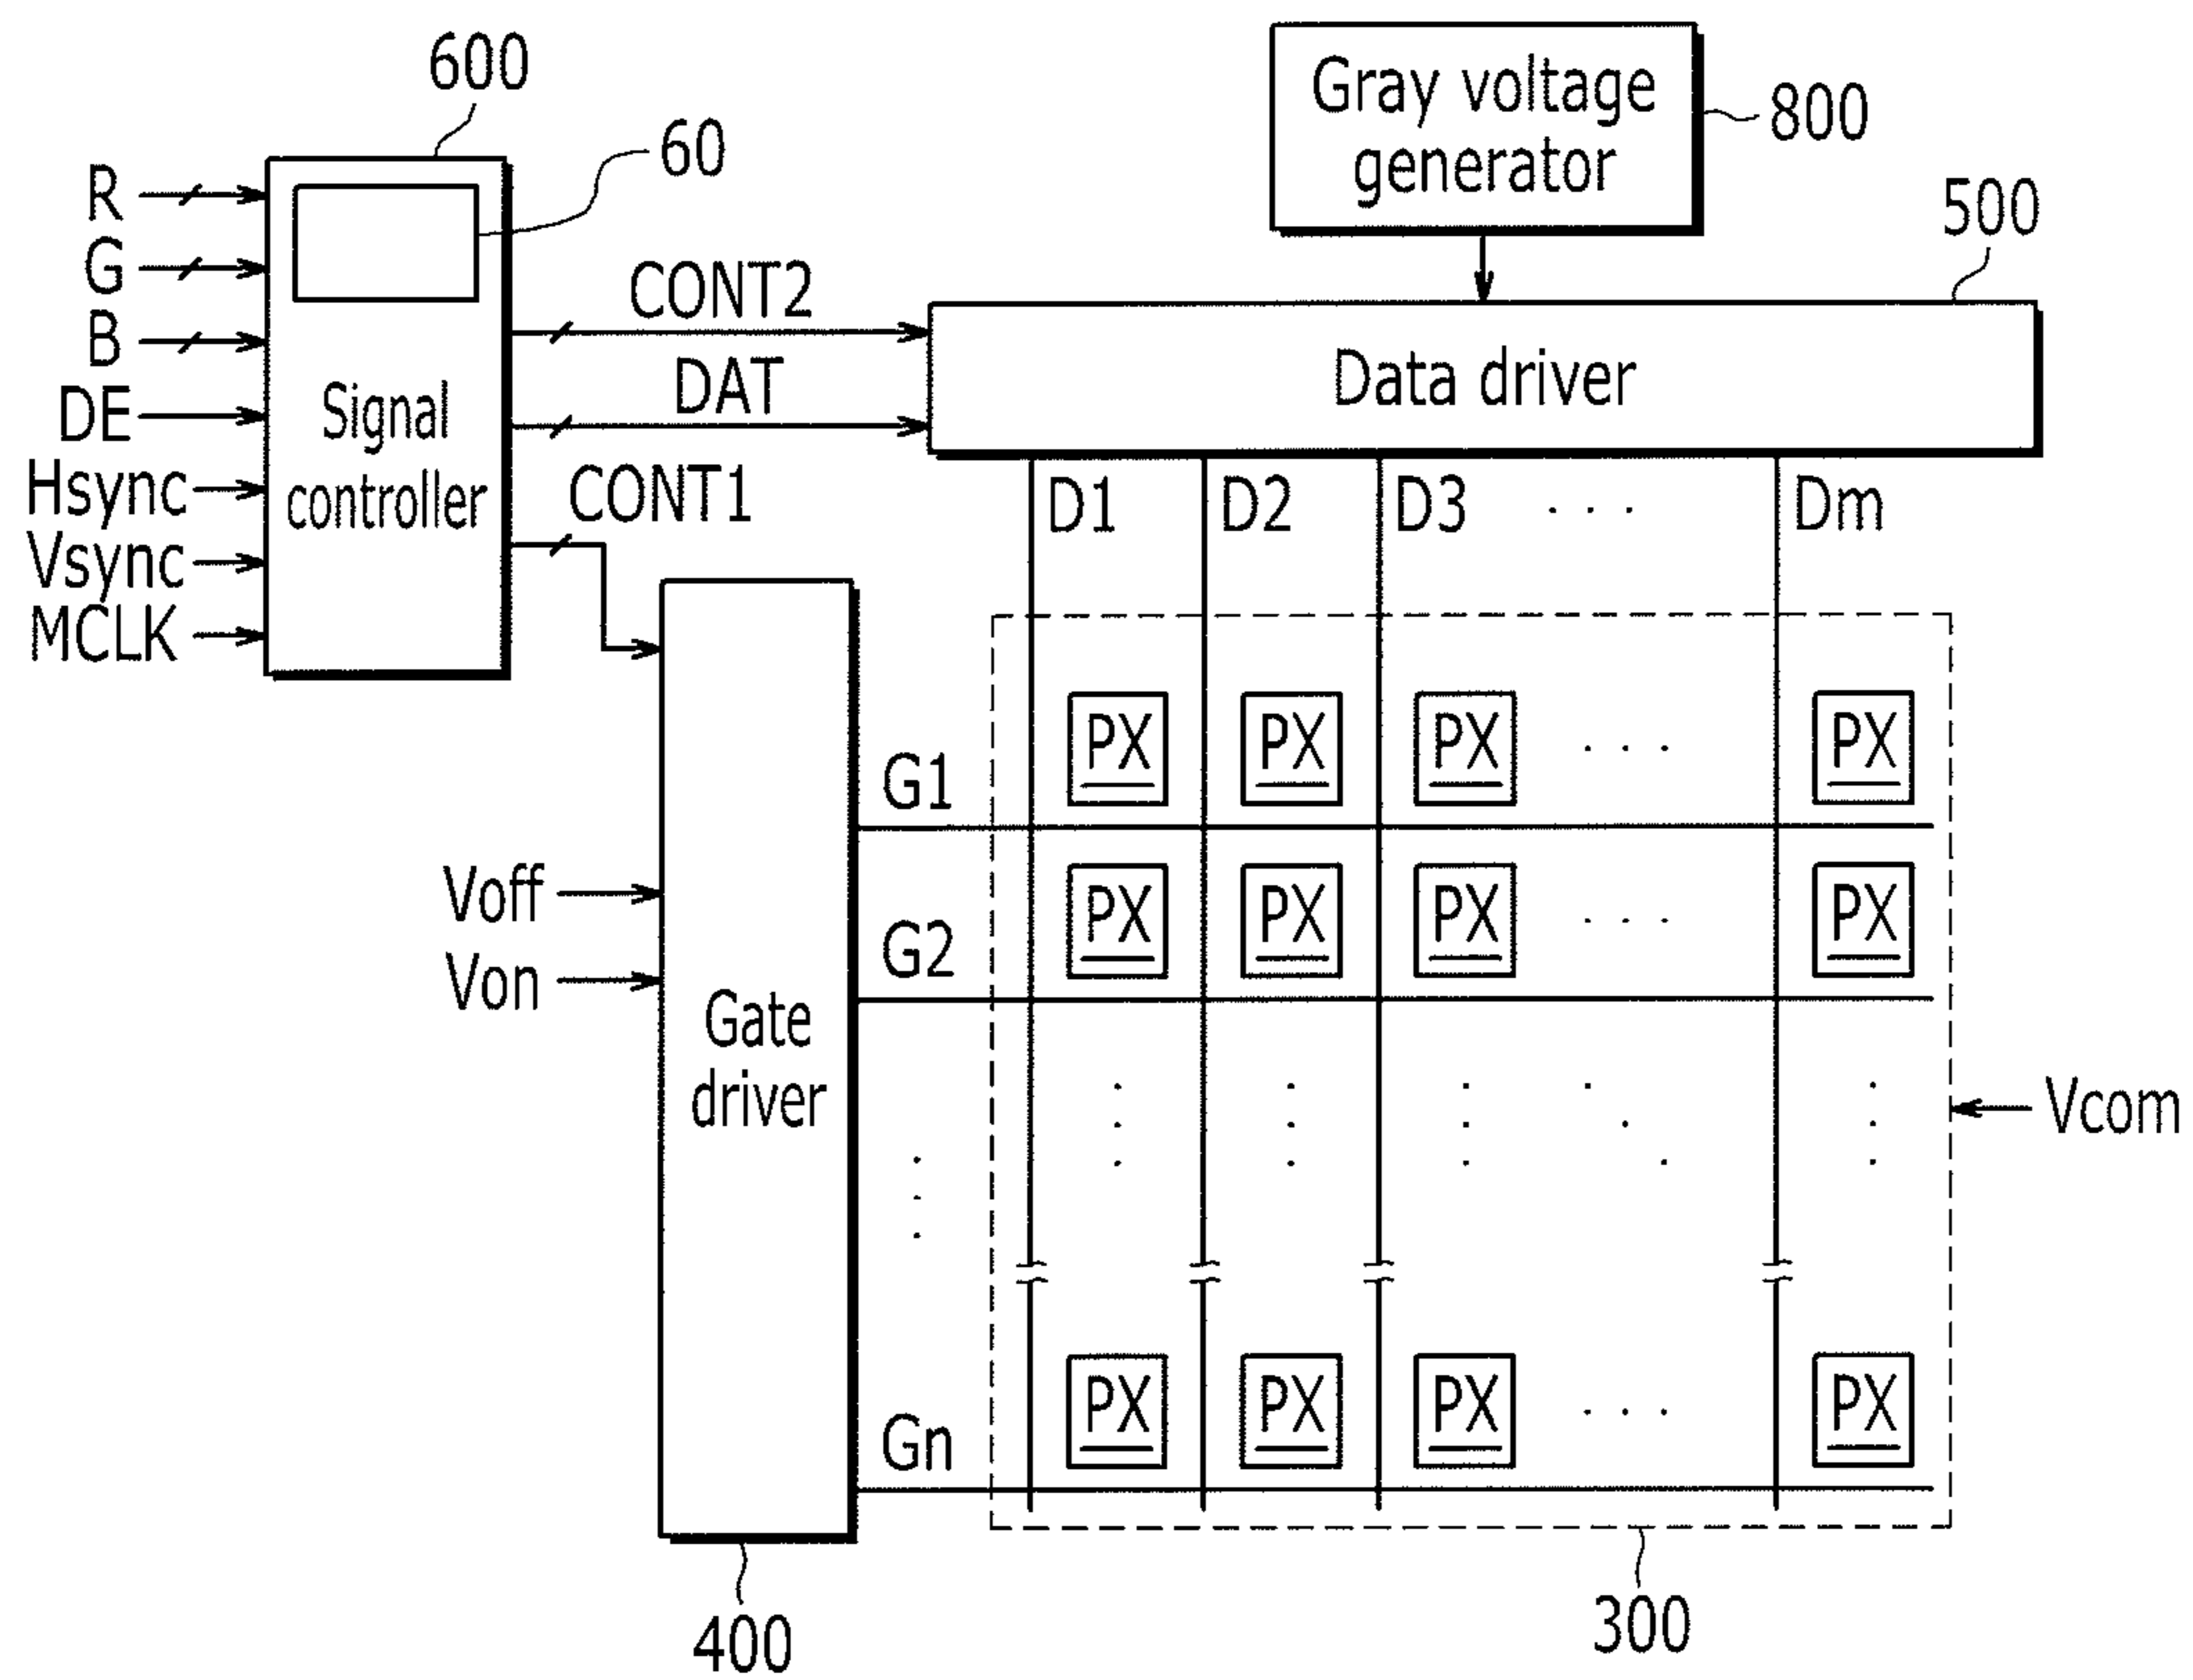 600
60
Gray voltage
generator
800
R
G
B
DE
Hsync
Vsync
MCLK
Signal
controller
CONT2
DAT
CONT1
500
Data driver
D1 D2 D3 . . . Dm
PX PX PX . . . PX
G1
PX PX PX . . . PX
G2
Voff
Von
Gate
driver
Vcom
PX PX PX . . . PX
Gn
400
300